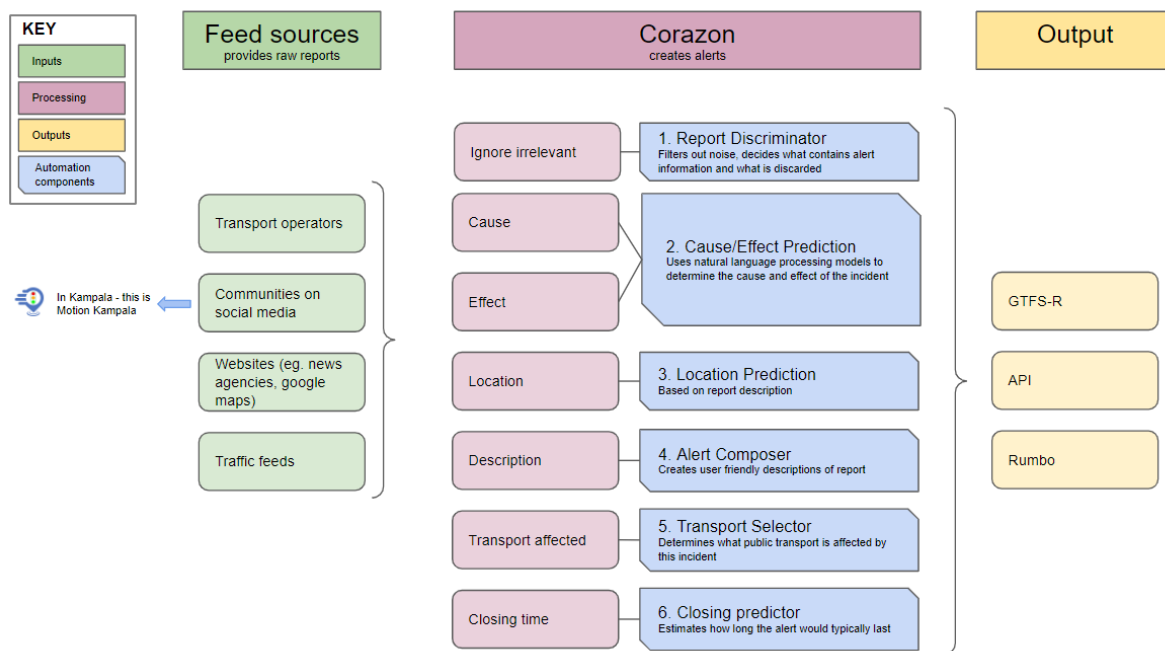 KEY
Inputs
Processing
Outputs
Automation
components
Feed sources
provides raw reports
Transport operators
Communities on
social media
In Kampala - this is
Motion Kampala
Websites (eg. news
agencies, google
maps)
Traffic feeds
Corazon
creates alerts
Ignore irrelevant
1. Report Discriminator
Filters out noise, decides what contains alert
information and what is discarded
Cause
Effect
2. Cause/Effect Prediction
Uses natural language processing models to
determine the cause and effect of the incident
Location
3. Location Prediction
Based on report description
Description
4. Alert Composer
Creates user friendly descriptions of report
Transport affected
5. Transport Selector
Determines what public transport is affected by
this incident
Closing time
6. Closing predictor
Estimates how long the alert would typically last
Output
GTFS-R
API
Rumbo